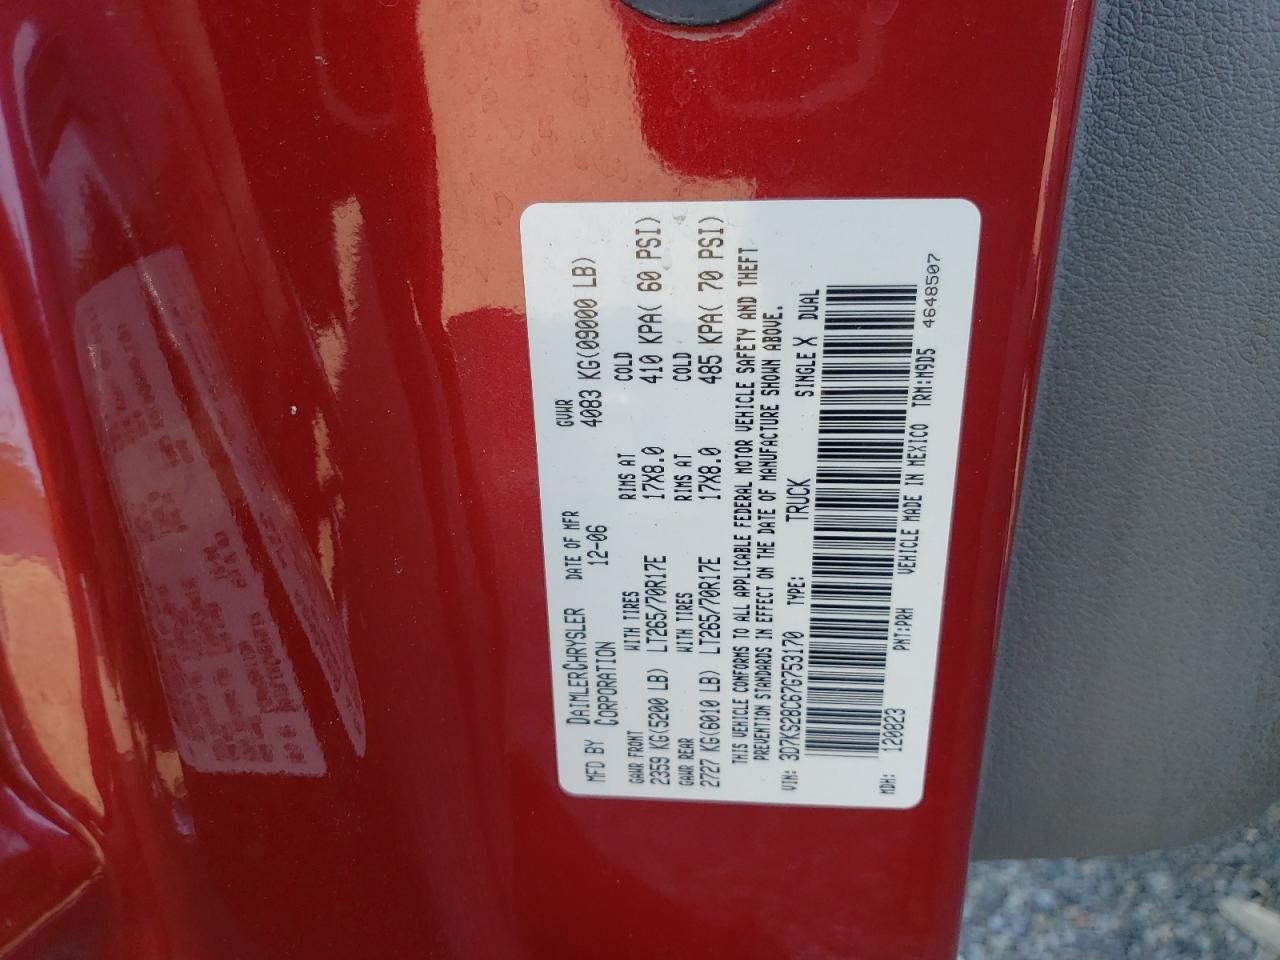 MFD BY DAIMLERCHRYSLER CORPORATION DATE OF MFR 12-06 GVWR 4083 KG(09000 LB)
GAWR FRONT WITH TIRES RIMS AT COLD
2359 KG(5200 LB) LT265/70R17E 17X8.0 410 KPA( 60 PSI)
GAWR REAR WITH TIRES RIMS AT COLD
2727 KG(6010 LB) LT265/70R17E 17X8.0 485 KPA( 70 PSI)
THIS VEHICLE CONFORMS TO ALL APPLICABLE FEDERAL MOTOR VEHICLE SAFETY AND THEFT
PREVENTION STANDARDS IN EFFECT ON THE DATE OF MANUFACTURE SHOWN ABOVE.
VIN: 3D7KS28C67G753170 TYPE: TRUCK SINGLE X DUAL
MDH: 120823 PNT:PRH VEHICLE MADE IN MEXICO TRM:M9D5 4648507